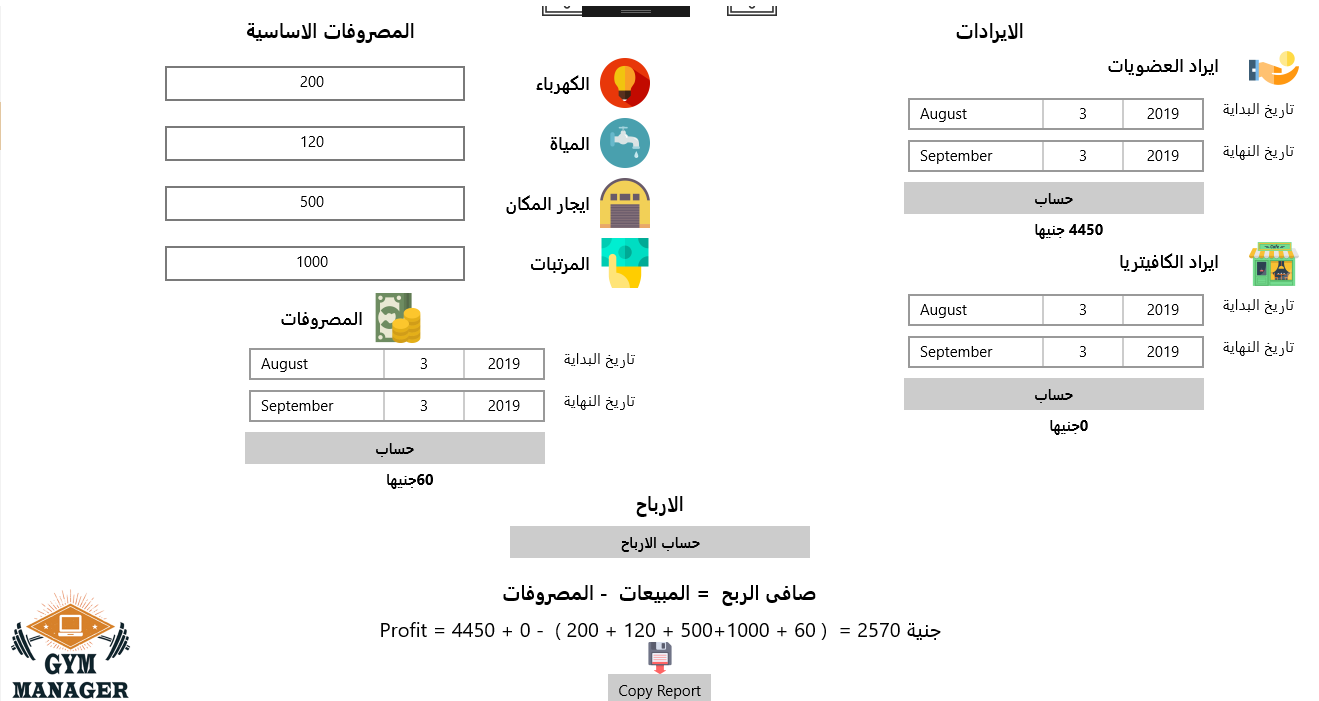 الايرادات
ايراد العضويات
تاريخ البداية
August 3 2019
تاريخ النهاية
September 3 2019
حساب
4450 جنيها
ايراد الكافيتريا
تاريخ البداية
August 3 2019
تاريخ النهاية
September 3 2019
حساب
0جنيها
المصروفات الاساسية
الكهرباء
200
المياة
120
ايجار المكان
500
المرتبات
1000
المصروفات
تاريخ البداية
August 3 2019
تاريخ النهاية
September 3 2019
حساب
60جنيها
الارباح
حساب الارباح
صافى الربح = المبيعات - المصروفات
Profit = 4450 + 0 - ( 200 + 120 + 500+1000 + 60 ) = 2570 جنية
Copy Report
GYM
MANAGER